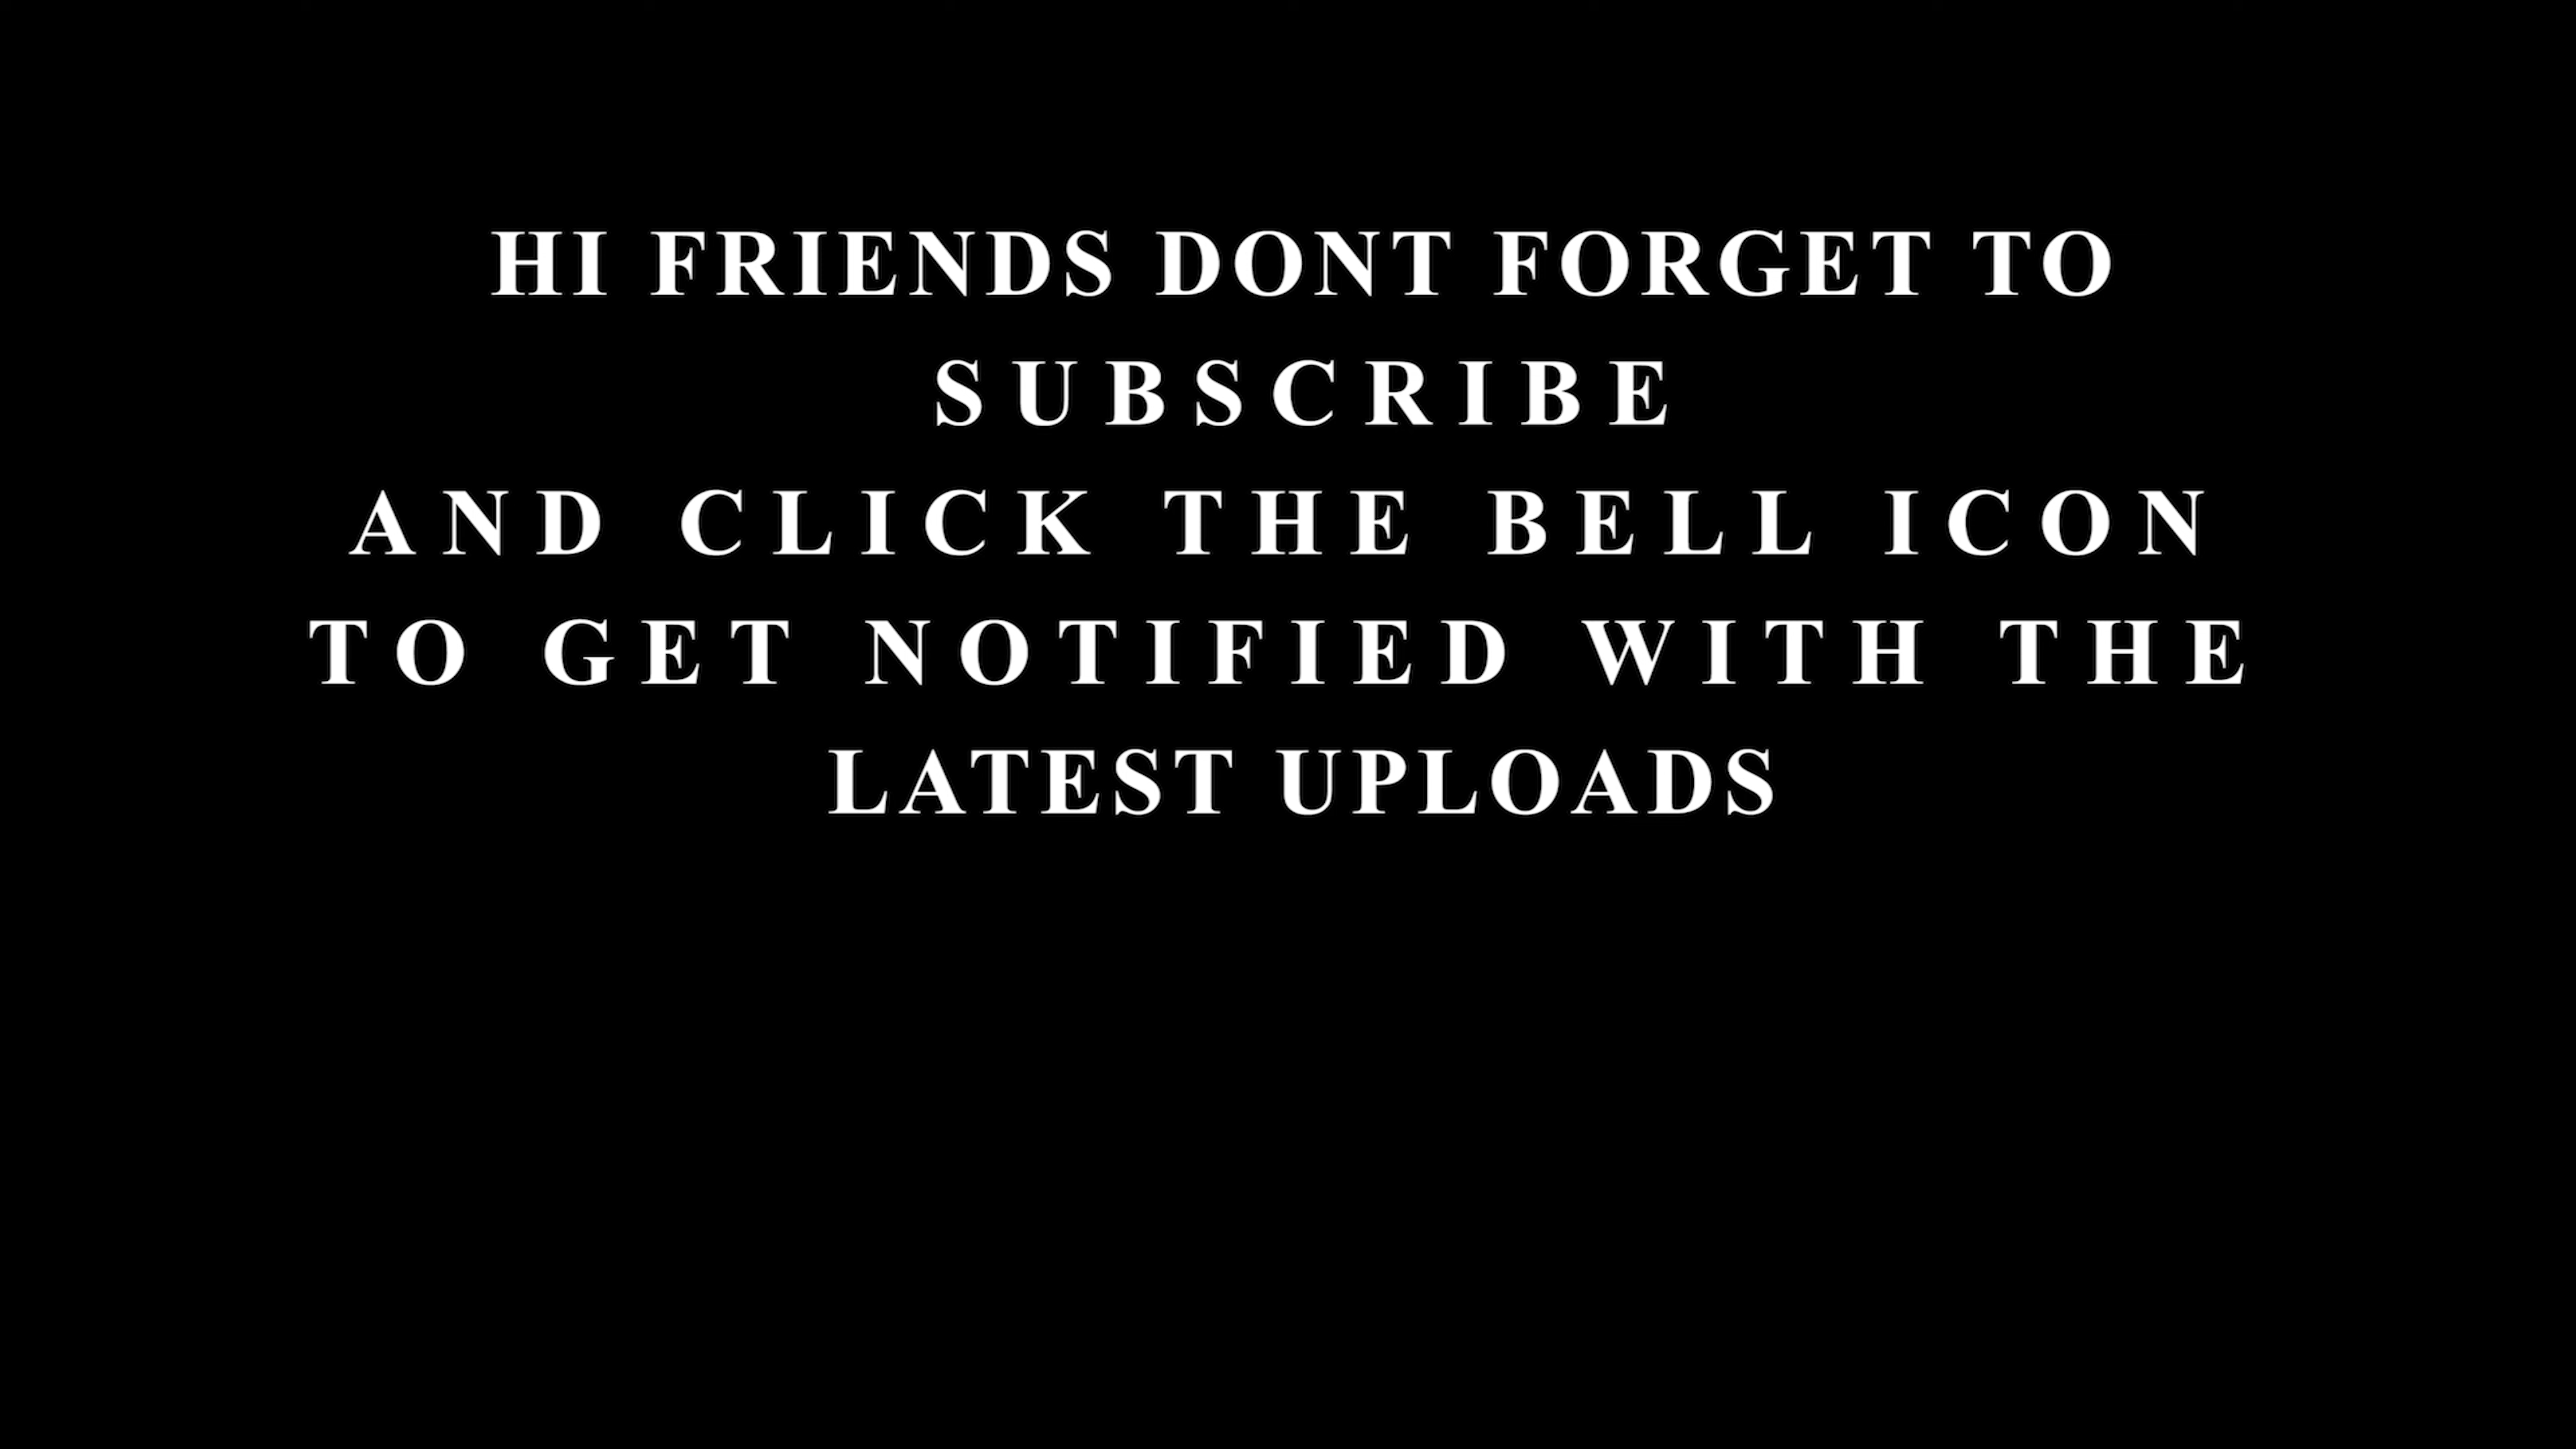 HI FRIENDS DONT FORGET TO
SUBSCRIBE
AND CLICK THE BELL ICON
TO GET NOTIFIED WITH THE
LATEST UPLOADS